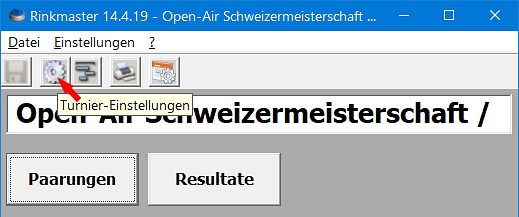 Rinkmaster 14.4.19 - Open-Air Schweizermeisterschaft ...
Datei Einstellungen ?
Turnier-Einstellungen
Open-Air Schweizermeisterschaft /
Paarungen Resultate